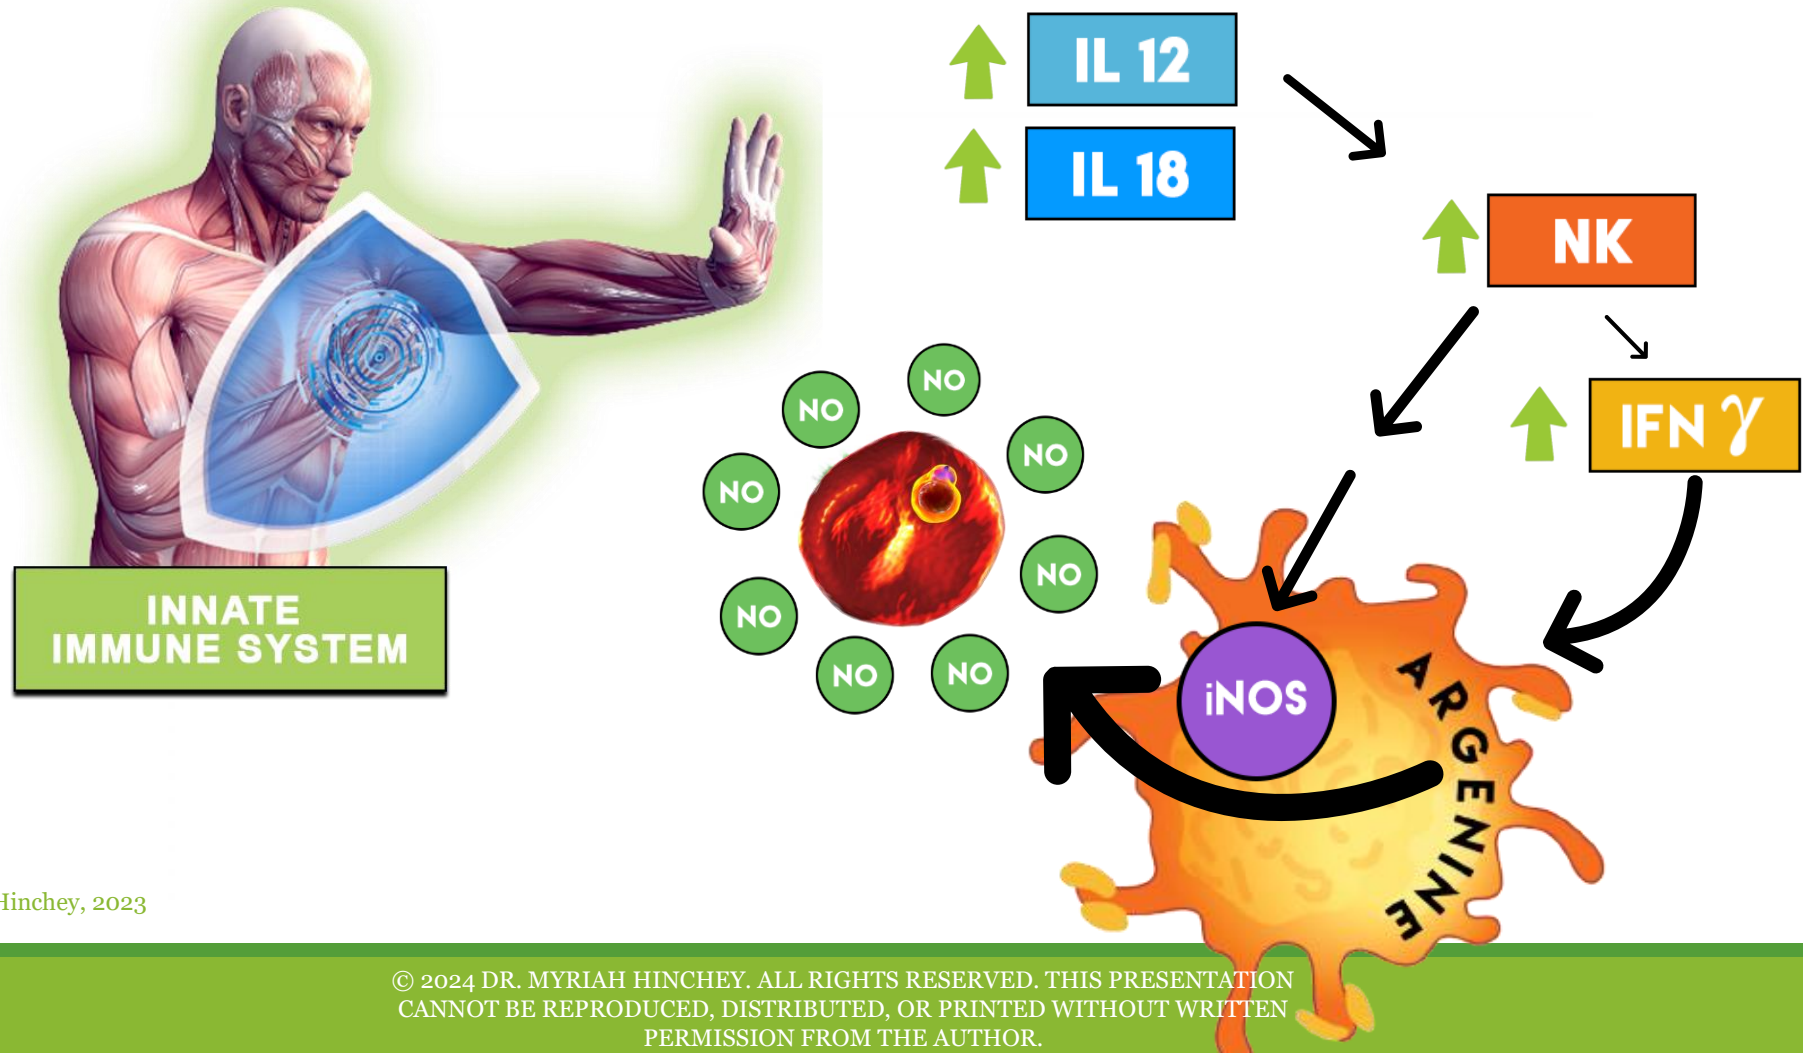 IL 12
IL 18
NK
IFN γ
NO
NO
NO
NO
NO
NO
NO
NO
NO
iNOS
ARGENINE
INNATE
IMMUNE SYSTEM
Hinchey, 2023
© 2024 DR. MYRIAH HINCHEY. ALL RIGHTS RESERVED. THIS PRESENTATION
CANNOT BE REPRODUCED, DISTRIBUTED, OR PRINTED WITHOUT WRITTEN
PERMISSION FROM THE AUTHOR.